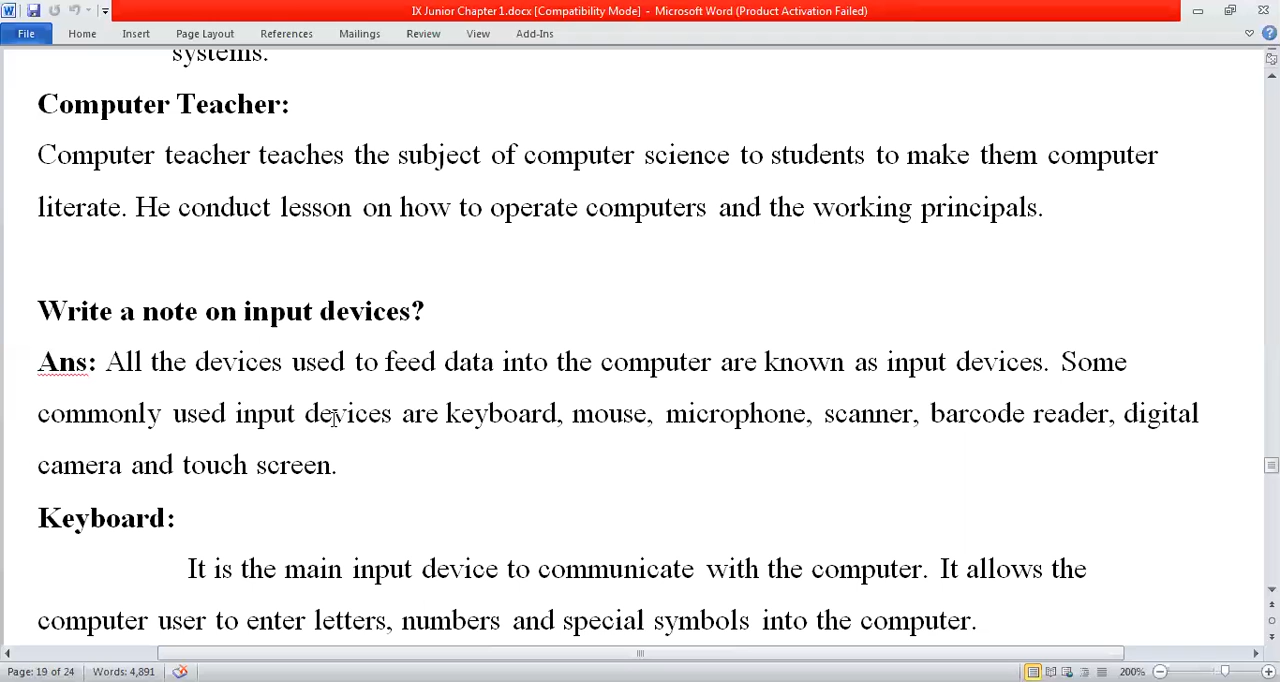 IX Junior Chapter 1.docx [Compatibility Mode] - Microsoft Word (Product Activation Failed)
File Home Insert Page Layout References Mailings Review View Add-Ins
systems.
Computer Teacher:
Computer teacher teaches the subject of computer science to students to make them computer
literate. He conduct lesson on how to operate computers and the working principals.
Write a note on input devices?
Ans: All the devices used to feed data into the computer are known as input devices. Some
commonly used input devices are keyboard, mouse, microphone, scanner, barcode reader, digital
camera and touch screen.
Keyboard:
It is the main input device to communicate with the computer. It allows the
computer user to enter letters, numbers and special symbols into the computer.
Page: 19 of 24 Words: 4,891 200%